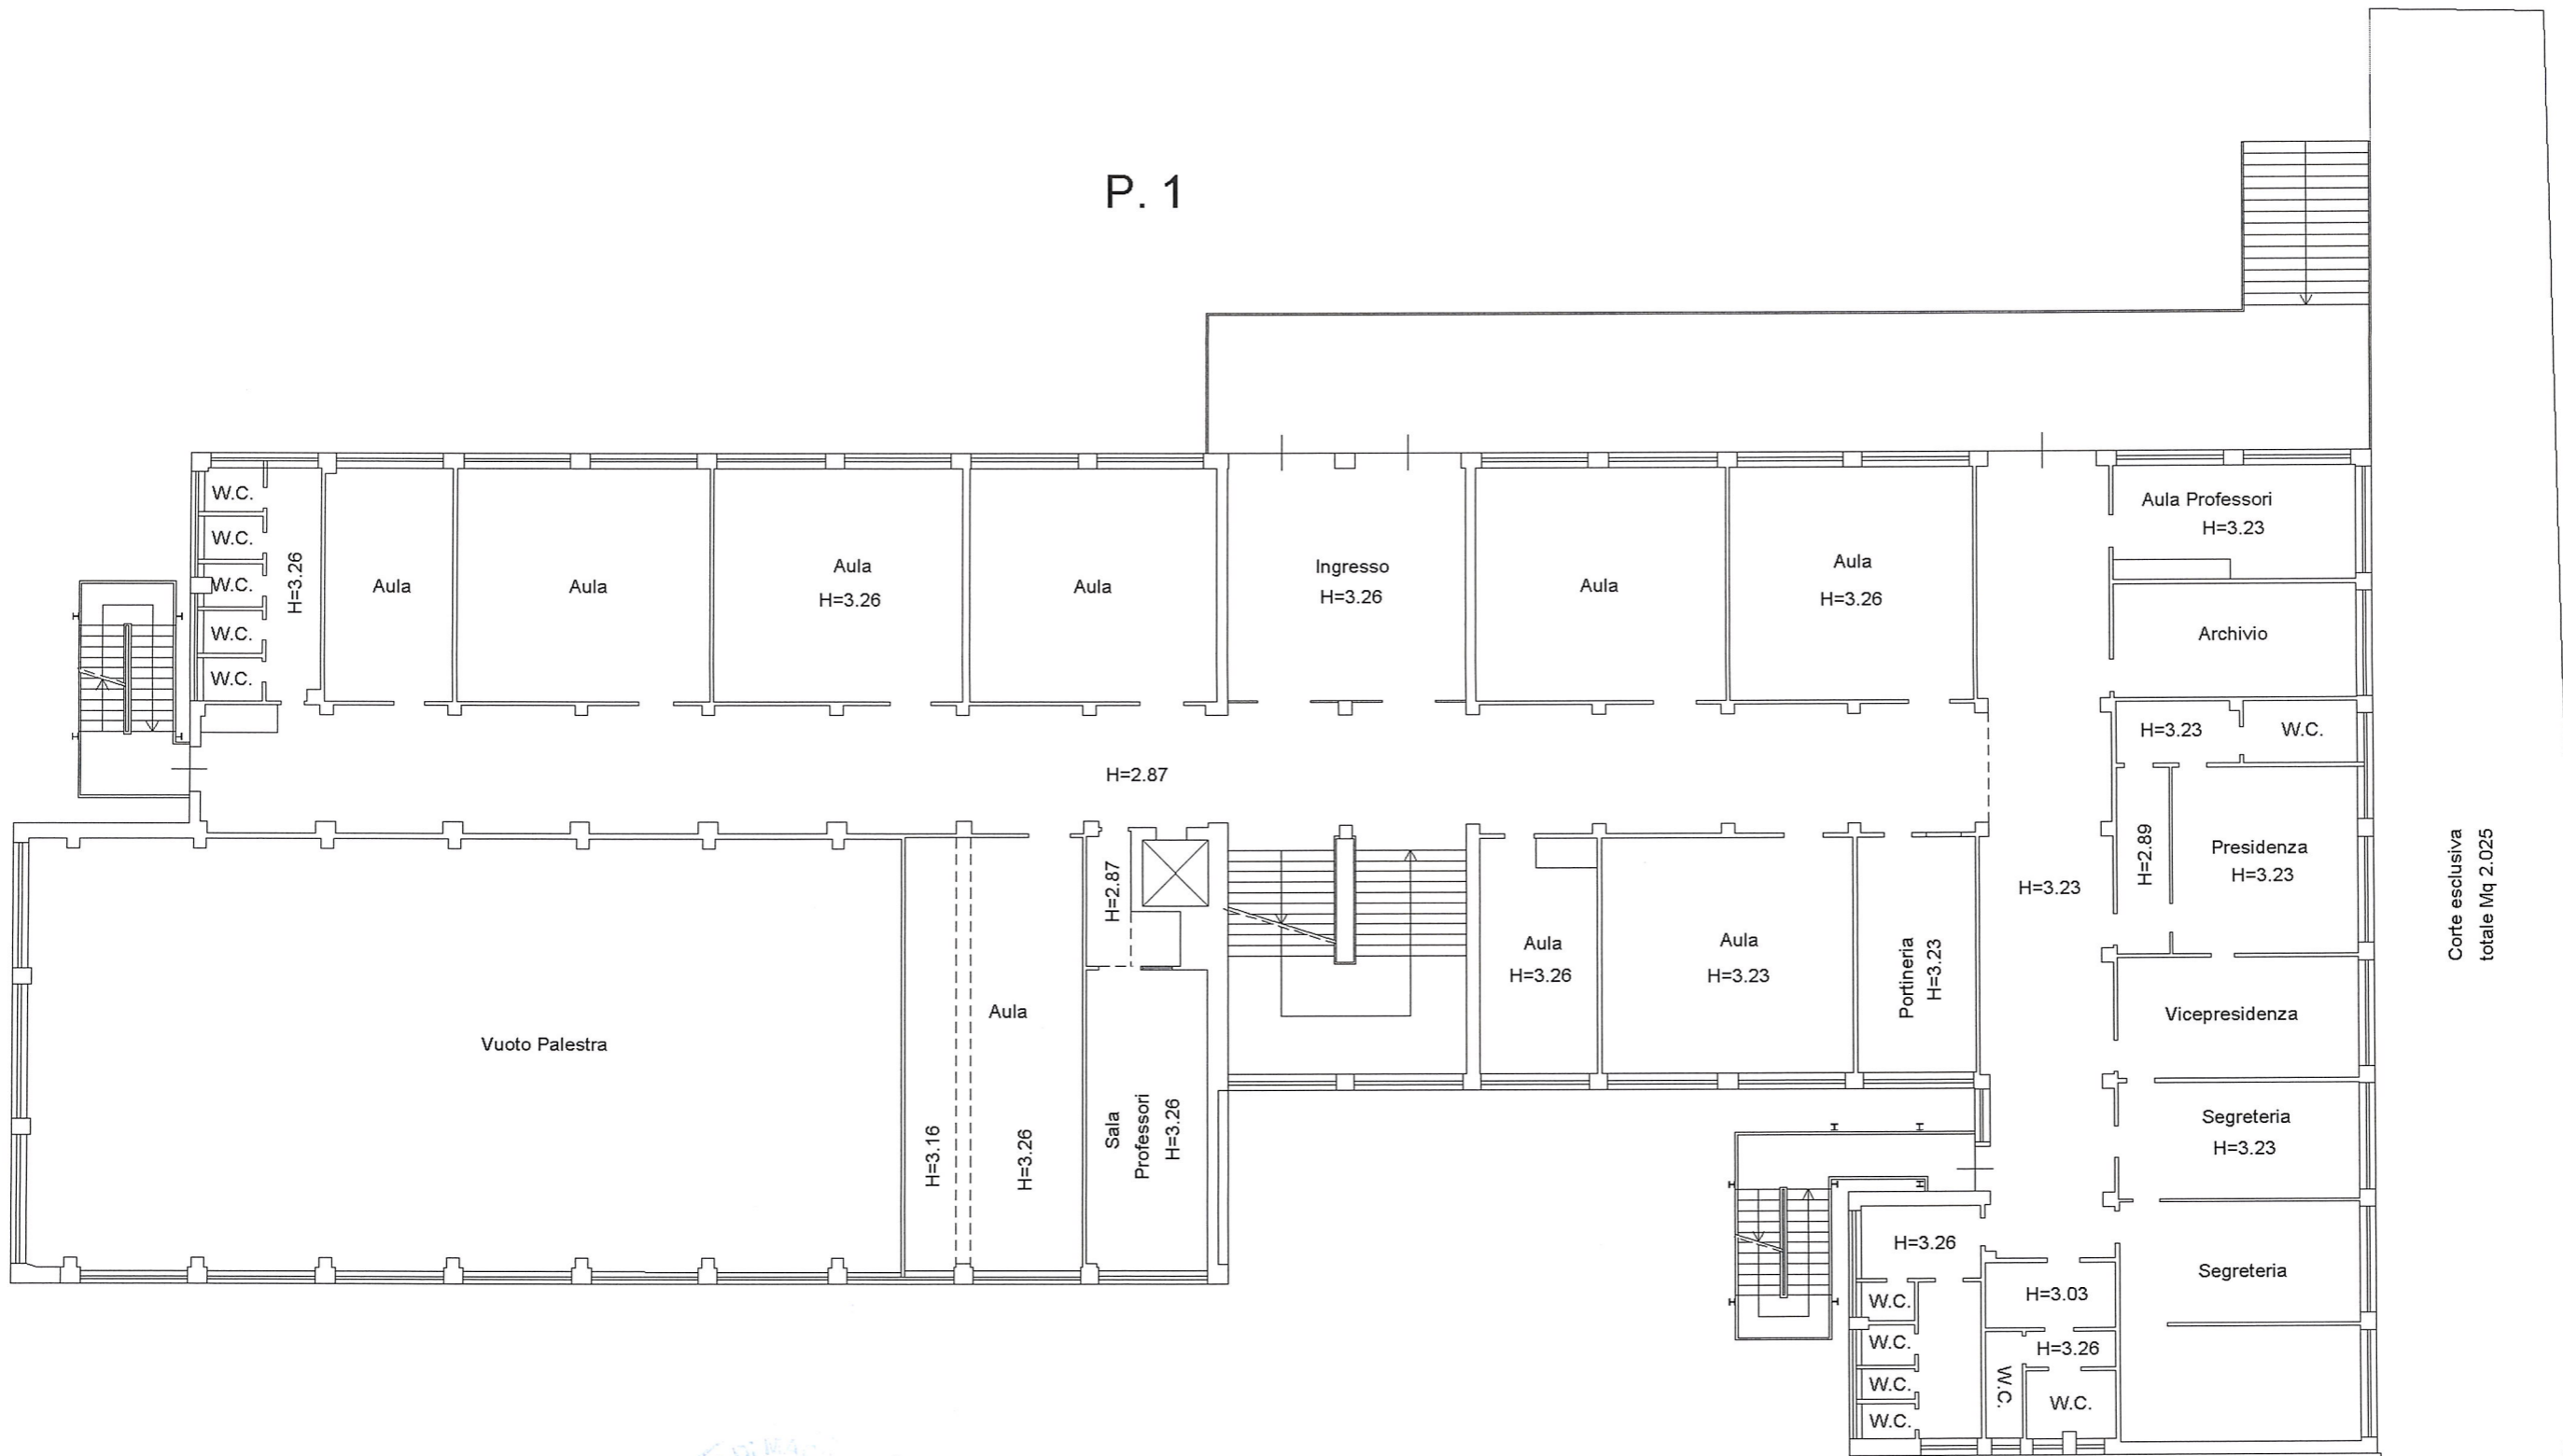 P. 1
W.C.
W.C.
W.C.
W.C.
W.C.
H=3.26
Aula
Aula
Aula
H=3.26
Aula
Ingresso
H=3.26
Aula
Aula
H=3.26
Aula Professori
H=3.23
Archivio
H=3.23
W.C.
H=2.87
H=2.89
Presidenza
H=3.23
H=3.23
Corte esclusiva
totale Mq 2.025
H=2.87
Aula
H=3.26
Aula
H=3.23
Portineria
H=3.23
Vuoto Palestra
Aula
H=3.16
H=3.26
Sala
Professori
H=3.26
Vicepresidenza
Segreteria
H=3.23
H=3.26
Segreteria
H=3.03
W.C.
W.C.
W.C.
W.C.
H=3.26
W.C.
W.C.